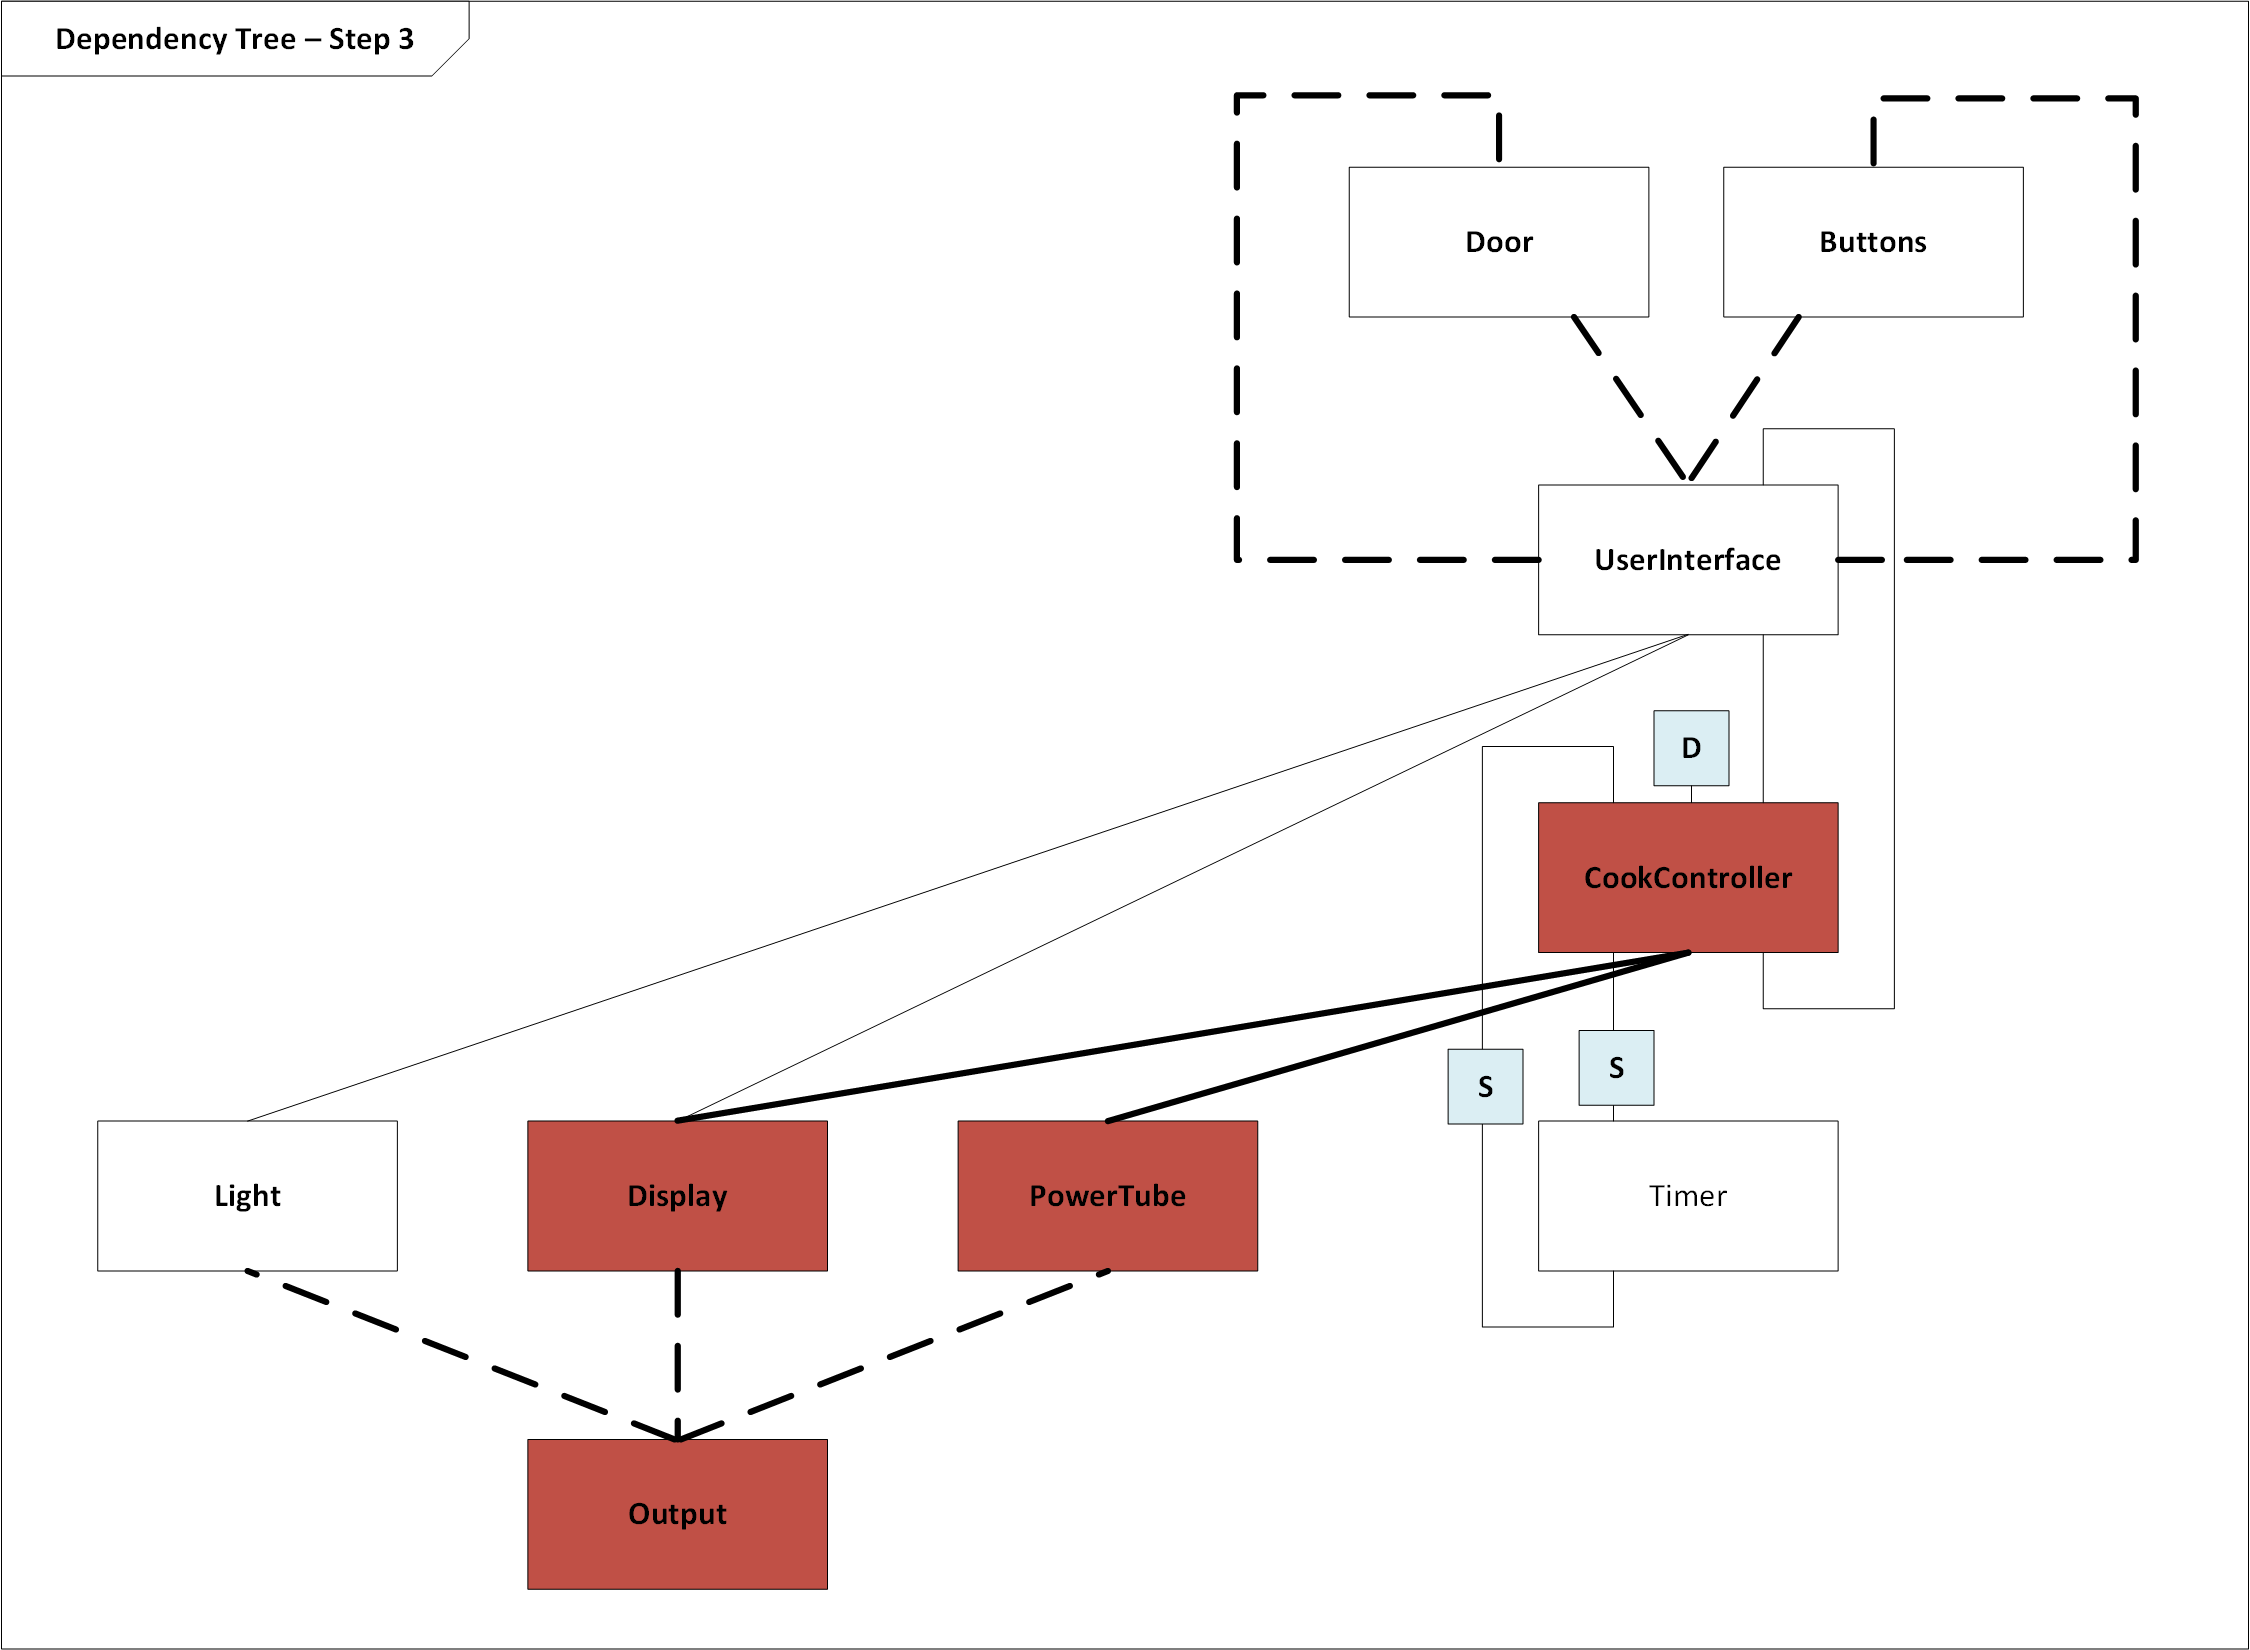 Dependency Tree – Step 3
Door
Buttons
UserInterface
D
CookController
S
S
Light
Display
PowerTube
Timer
Output